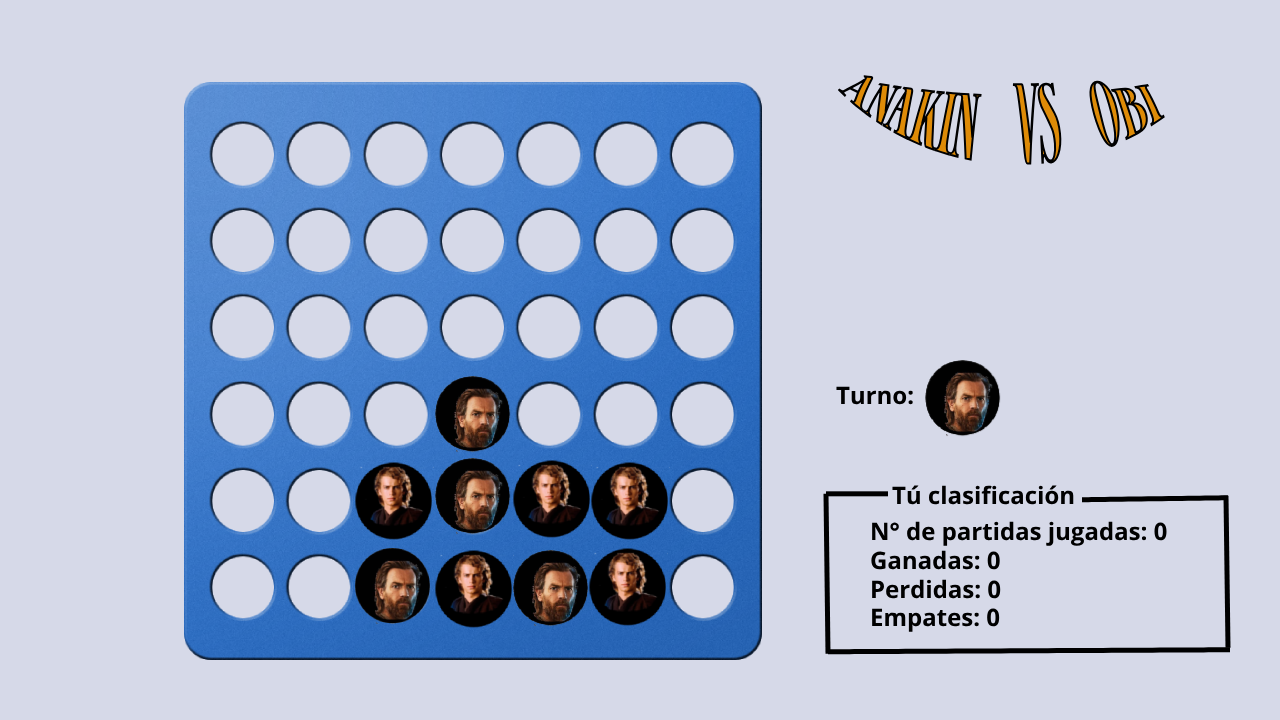 ANAKIN VS OBI
Turno:
Tú clasificación
N° de partidas jugadas: 0
Ganadas: 0
Perdidas: 0
Empates: 0